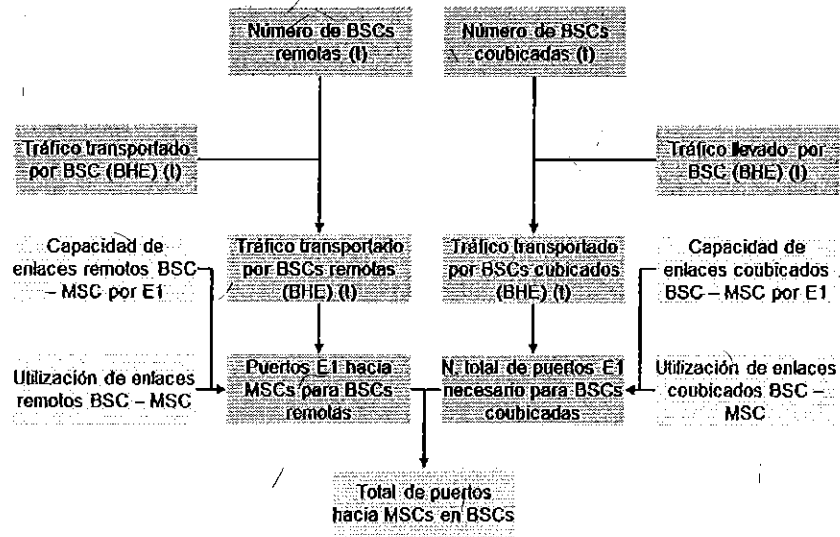 Número de BSCs
remotas (t)
Número de BSCs
coubicadas (t)
Tráfico transportado
por BSC (BHE) (t)
Tráfico llevado por
BSC (BHE) (t)
Capacidad de
enlaces remotos BSC
– MSC por E1
Tráfico transportado
por BSCs remotas
(BHE) (t)
Tráfico transportado
por BSCs cubicados
(BHE) (t)
Capacidad de
enlaces coubicados
BSC – MSC por E1
Utilización de enlaces
remotos BSC – MSC
Puertos E1 hacia
MSCs para BSCs
remotas
N. total de puertos E1
necesario para BSCs
coubicadas
Utilización de enlaces
coubicados BSC –
MSC
Total de puertos
hacia MSCs en BSCs